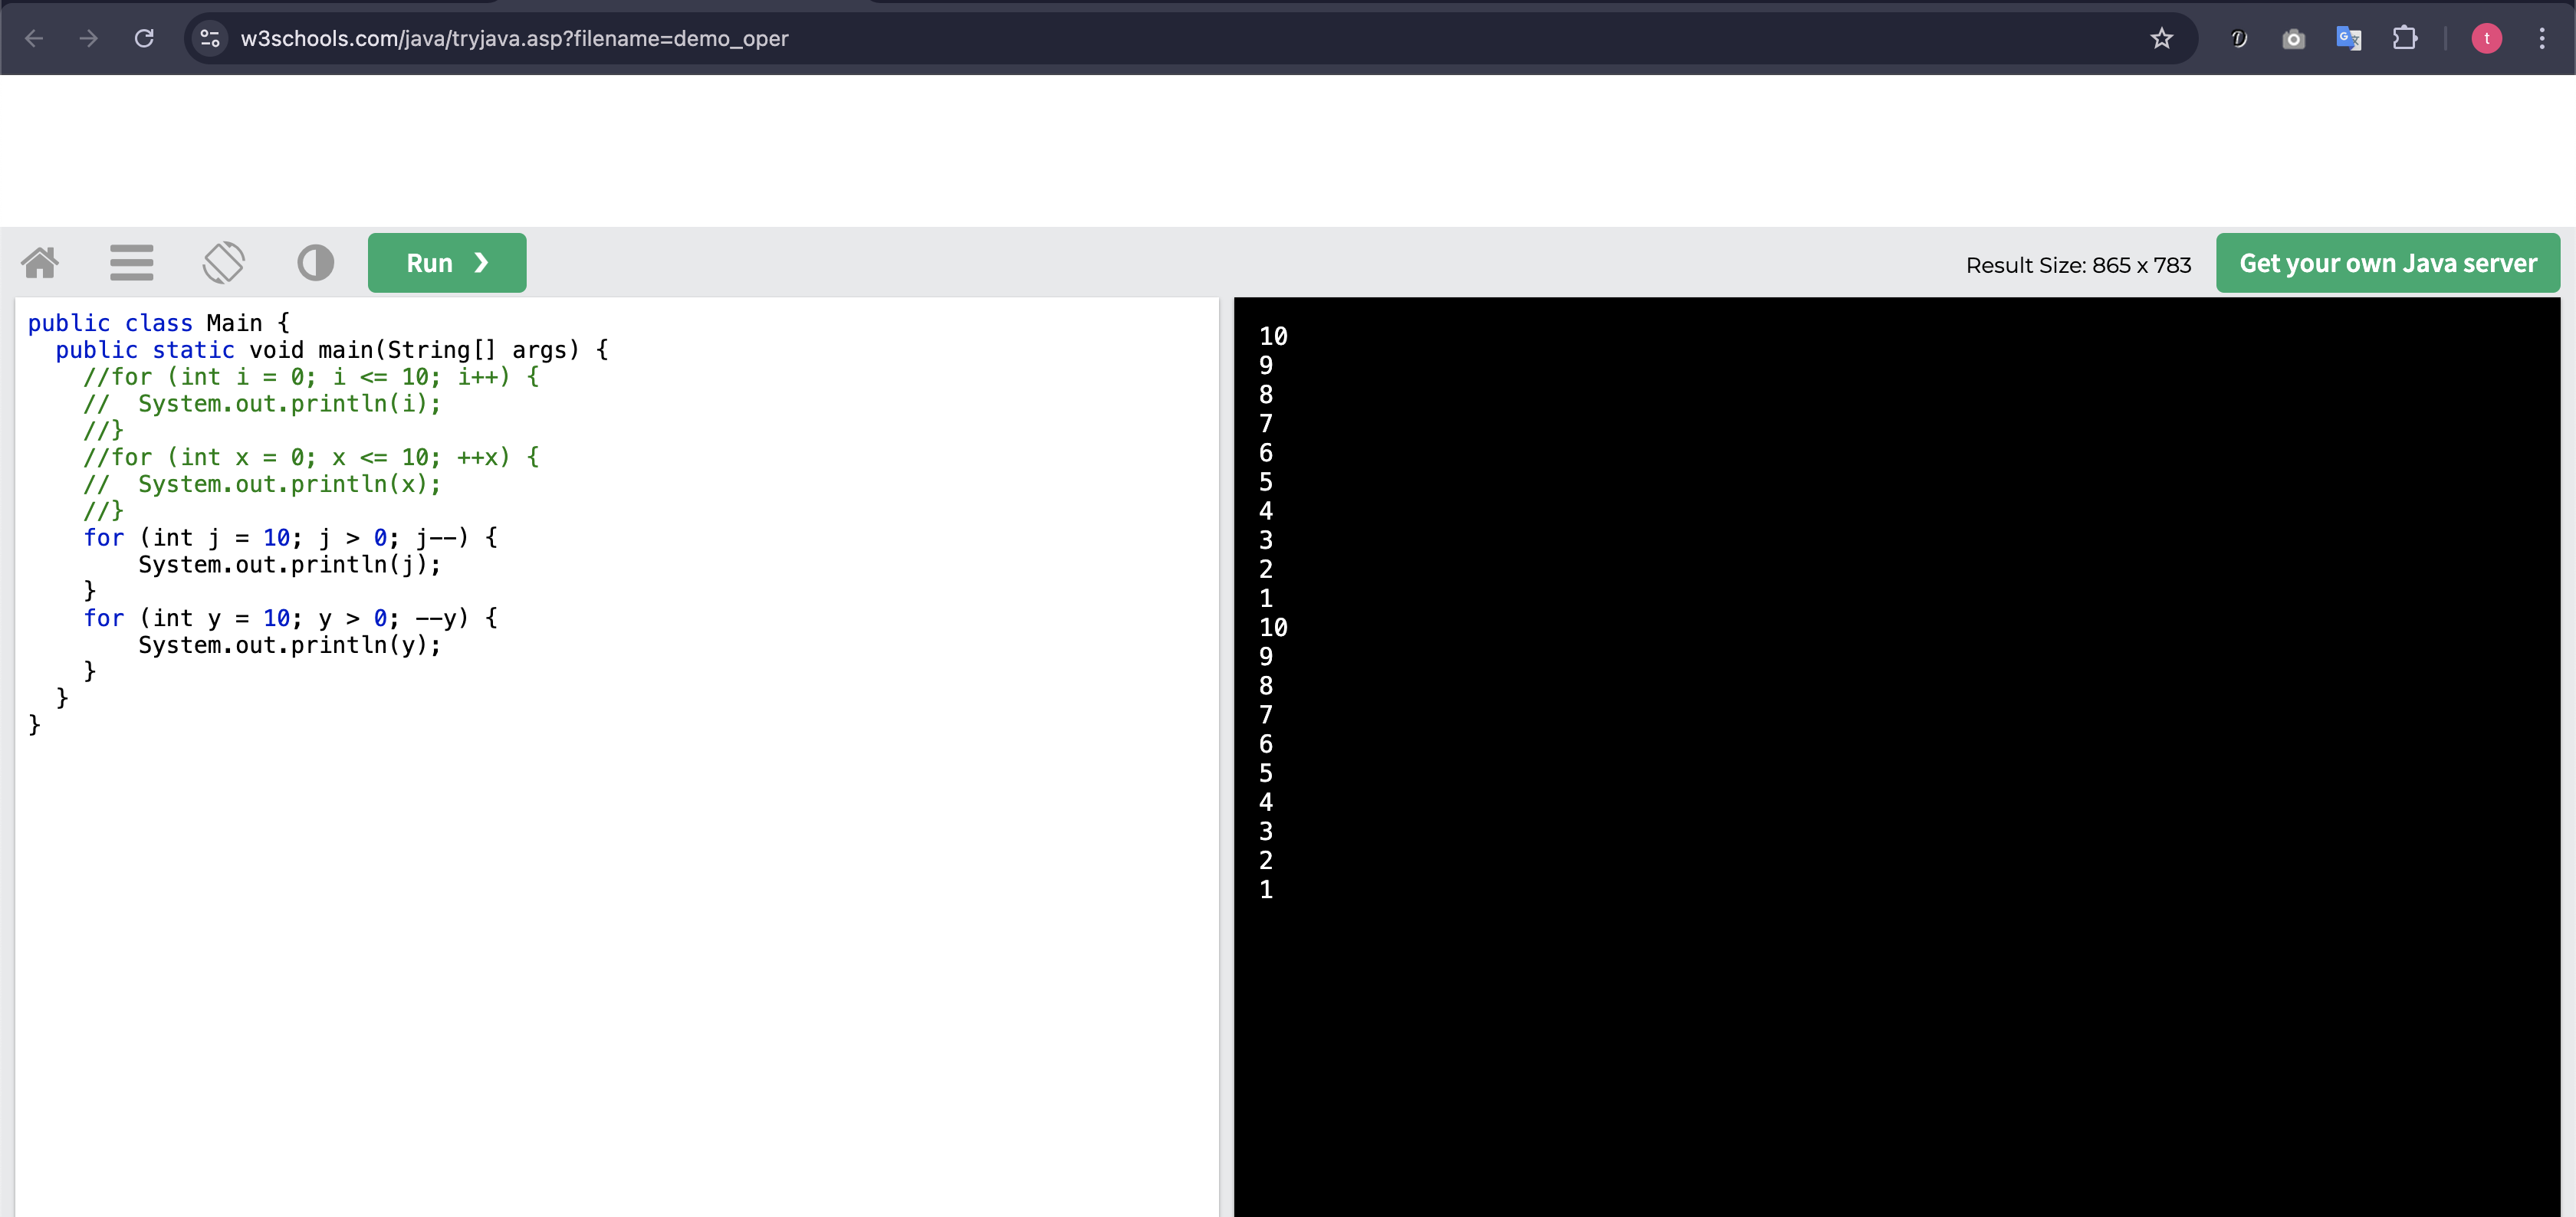 w3schools.com/java/tryjava.asp?filename=demo_oper
t
Run ❯
Result Size: 865 x 783
Get your own Java server
public class Main {
  public static void main(String[] args) {
    //for (int i = 0; i <= 10; i++) {
    //  System.out.println(i);
    //}
    //for (int x = 0; x <= 10; ++x) {
    //  System.out.println(x);
    //}
    for (int j = 10; j > 0; j--) {
        System.out.println(j);
    }
    for (int y = 10; y > 0; --y) {
        System.out.println(y);
    }
  }
}
10
9
8
7
6
5
4
3
2
1
10
9
8
7
6
5
4
3
2
1